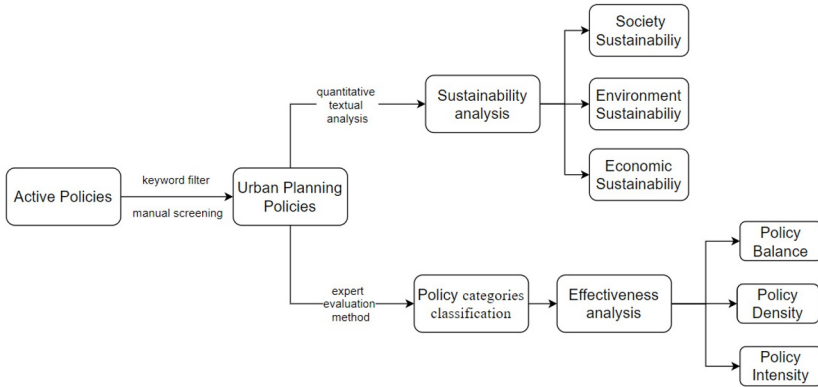 Active Policies
keyword filter
manual screening
Urban Planning
Policies
quantitative
textual
analysis
Sustainability
analysis
Society
Sustainabiliy
Environment
Sustainabiliy
Economic
Sustainabiliy
expert
evaluation
method
Policy categories
classification
Effectiveness
analysis
Policy
Balance
Policy
Density
Policy
Intensity